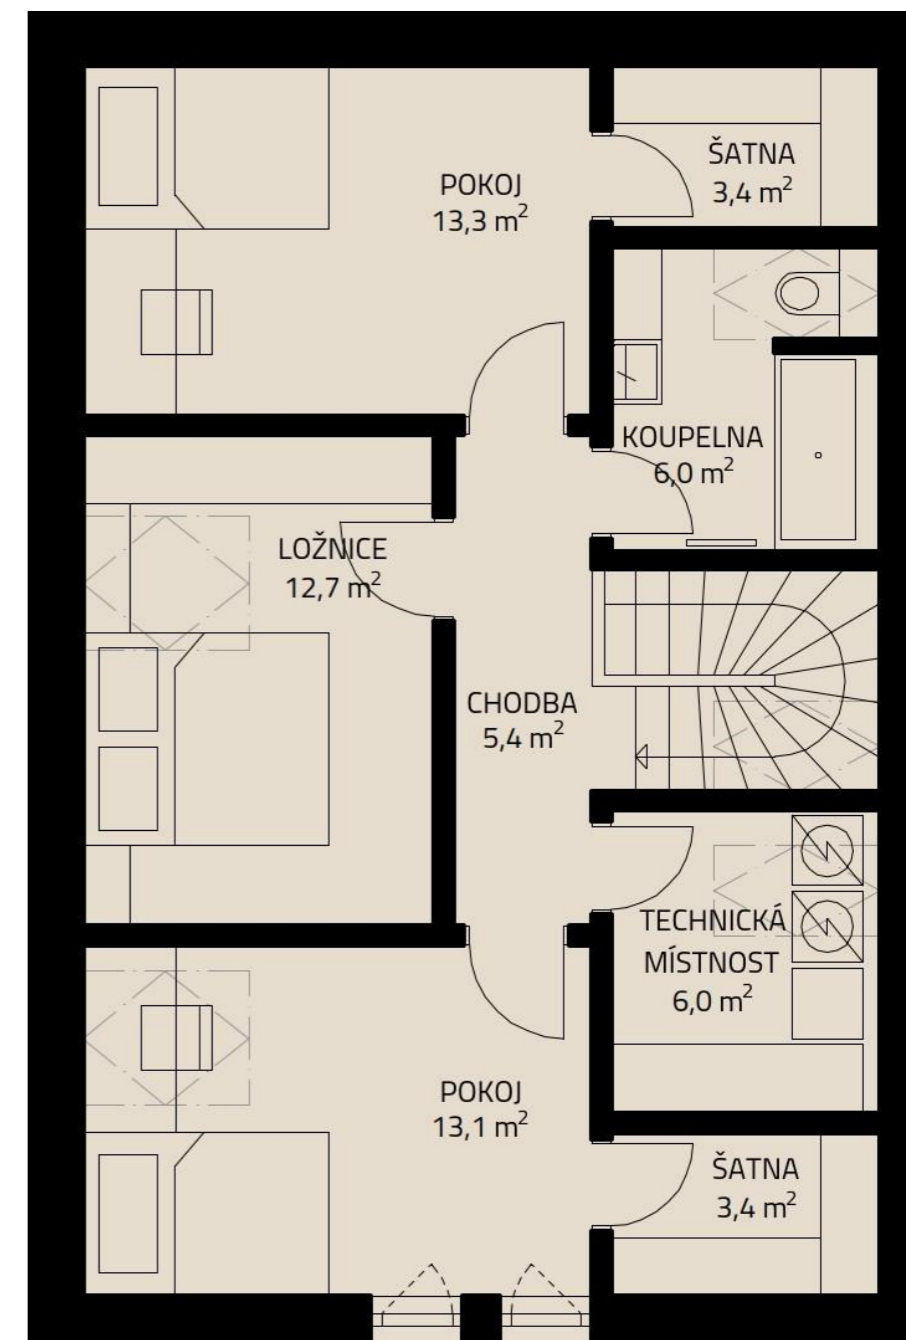 ŠATNA
3,4 m²
POKOJ
13,3 m²
KOUPELNA
6,0 m²
LOŽNICE
12,7 m²
CHODBA
5,4 m²
TECHNICKÁ
MÍSTNOST
6,0 m²
POKOJ
13,1 m²
ŠATNA
3,4 m²